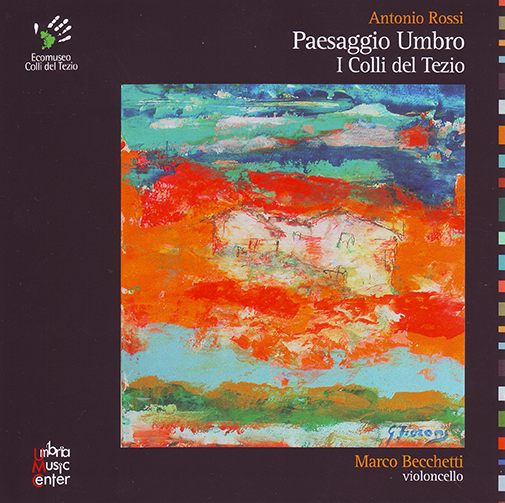 Antonio Rossi
Paesaggio Umbro
I Colli del Tezio
Ecomuseo
Colli del Tezio
Marco Becchetti
violoncello
Umbria
Music
Center